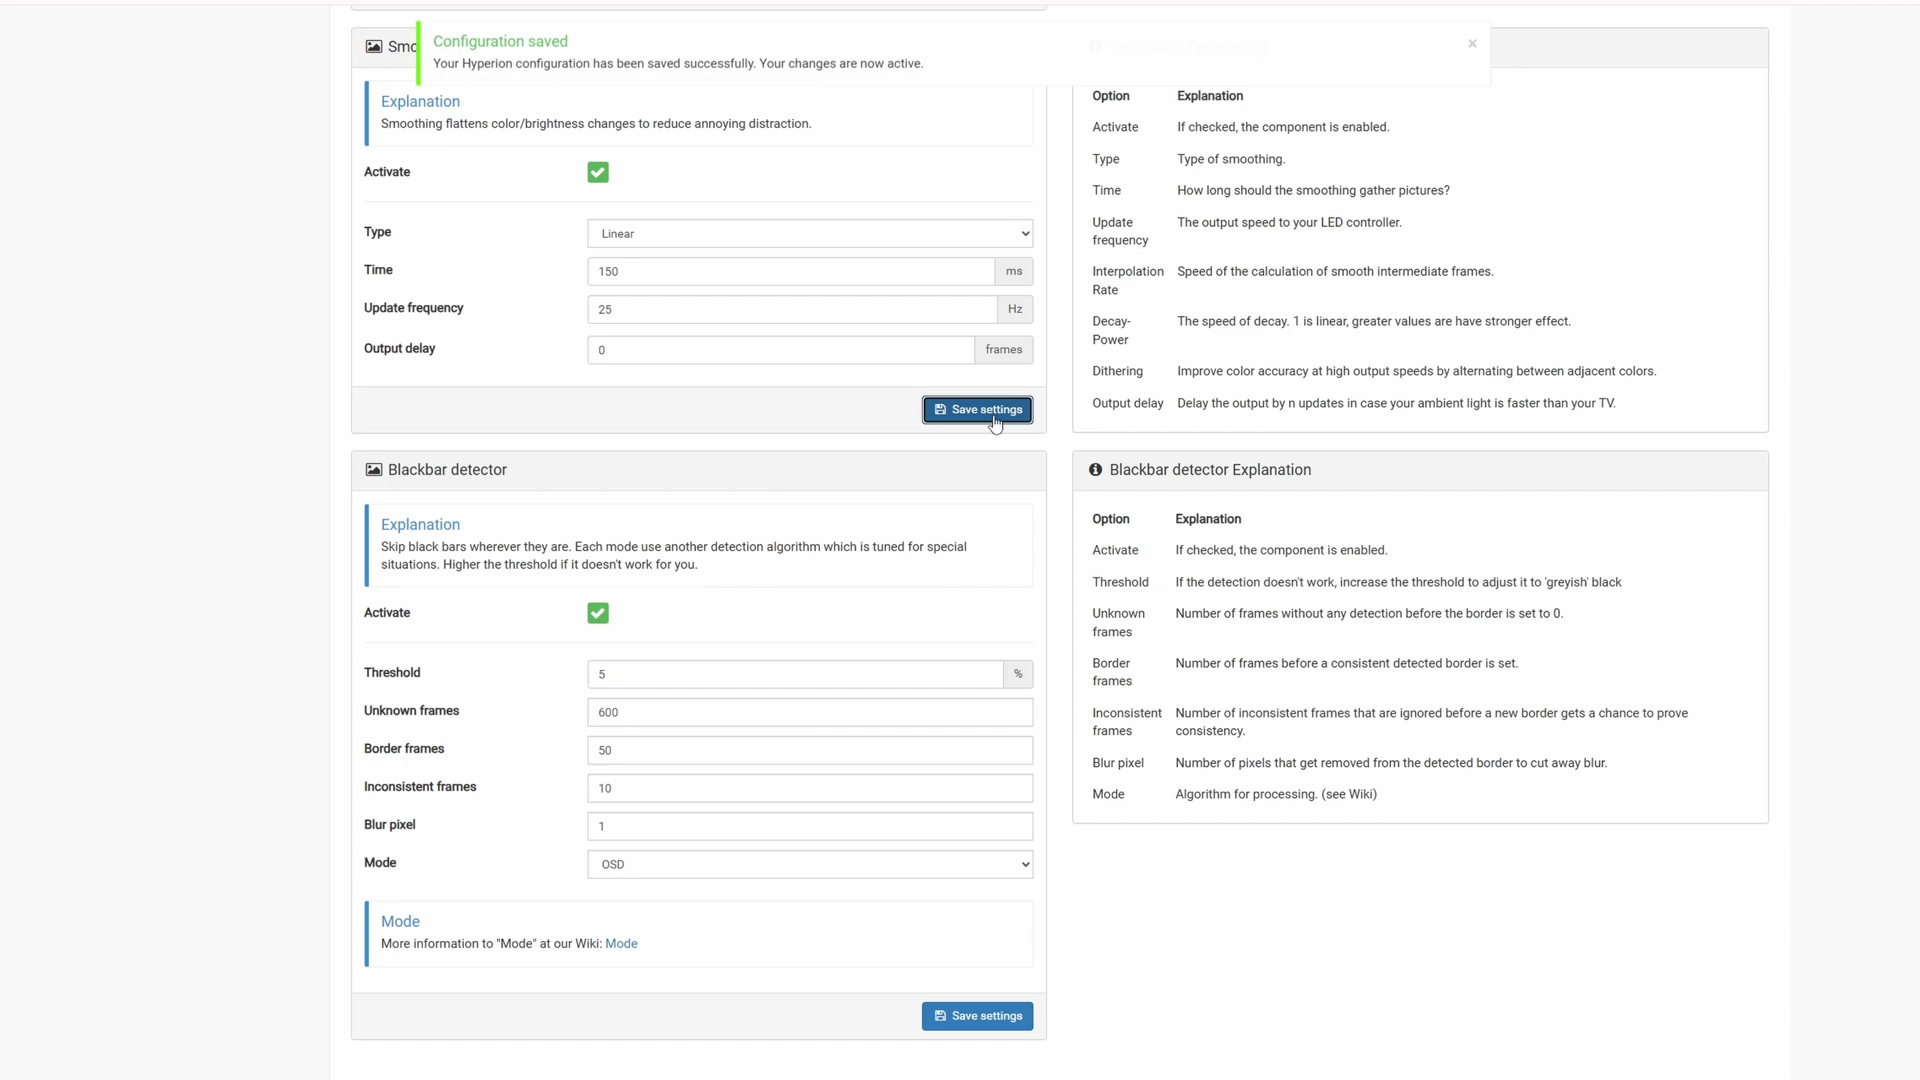 Configuration saved
Your Hyperion configuration has been saved successfully. Your changes are now active.
×
Smo
Explanation
Smoothing flattens color/brightness changes to reduce annoying distraction.
Activate
Type
Linear
Time
150
ms
Update frequency
25
Hz
Output delay
0
frames
Save settings
Option Explanation
Activate If checked, the component is enabled.
Type Type of smoothing.
Time How long should the smoothing gather pictures?
Update The output speed to your LED controller.
frequency
Interpolation Speed of the calculation of smooth intermediate frames.
Rate
Decay- The speed of decay. 1 is linear, greater values are have stronger effect.
Power
Dithering Improve color accuracy at high output speeds by alternating between adjacent colors.
Output delay Delay the output by n updates in case your ambient light is faster than your TV.
Blackbar detector
Explanation
Skip black bars wherever they are. Each mode use another detection algorithm which is tuned for special
situations. Higher the threshold if it doesn't work for you.
Activate
Threshold
5
%
Unknown frames
600
Border frames
50
Inconsistent frames
10
Blur pixel
1
Mode
OSD
Mode
More information to "Mode" at our Wiki: Mode
Save settings
Blackbar detector Explanation
Option Explanation
Activate If checked, the component is enabled.
Threshold If the detection doesn't work, increase the threshold to adjust it to 'greyish' black
Unknown Number of frames without any detection before the border is set to 0.
frames
Border Number of frames before a consistent detected border is set.
frames
Inconsistent Number of inconsistent frames that are ignored before a new border gets a chance to prove
frames consistency.
Blur pixel Number of pixels that get removed from the detected border to cut away blur.
Mode Algorithm for processing. (see Wiki)